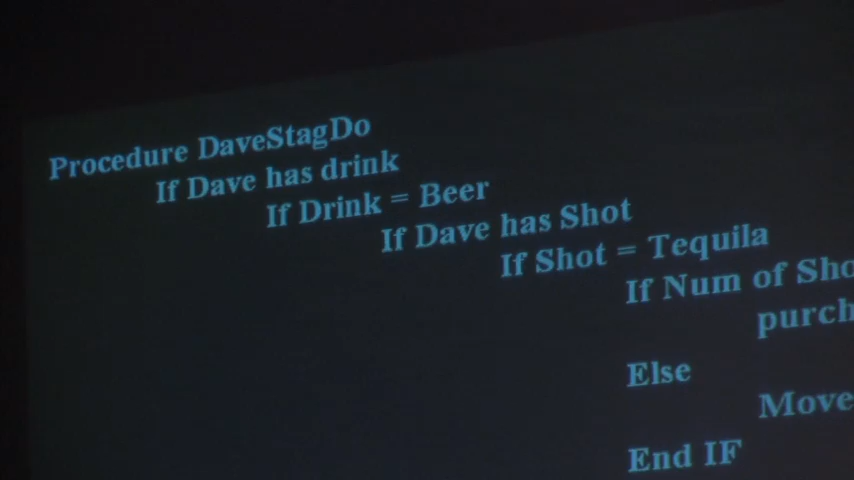 Procedure DaveStagDo
If Dave has drink
If Drink = Beer
If Dave has Shot
If Shot = Tequila
If Num of
Else
Move
End IF